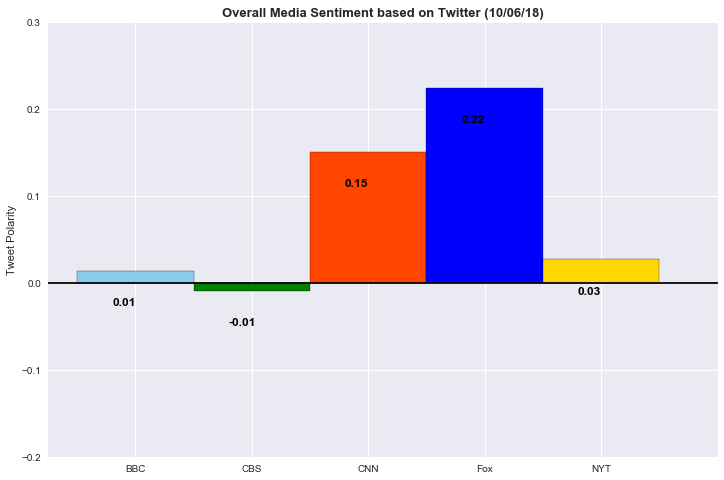 Overall Media Sentiment based on Twitter (10/06/18)
0.3
0.2
0.1
0.0
−0.1
−0.2
Tweet Polarity
0.01
-0.01
0.15
0.22
0.03
BBC
CBS
CNN
Fox
NYT